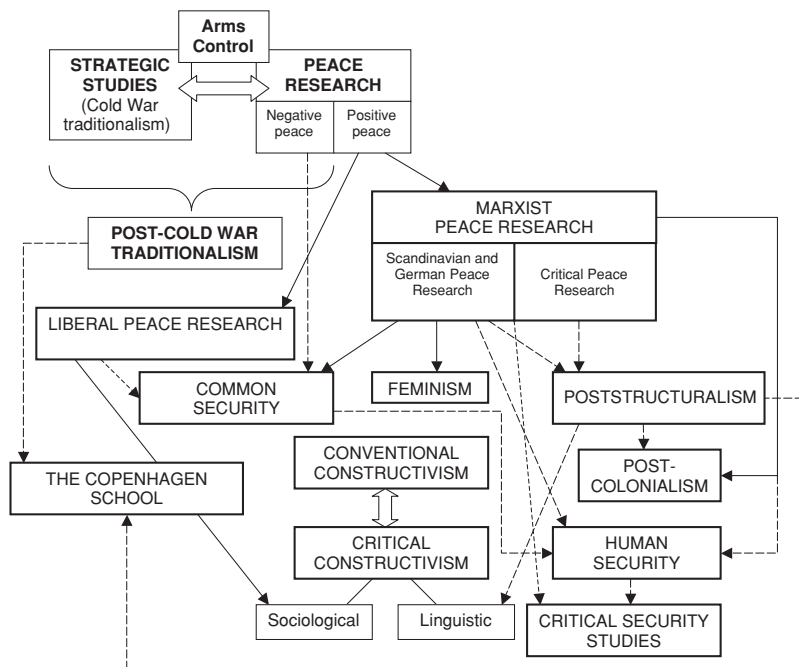 Arms
Control
STRATEGIC
STUDIES
(Cold War
traditionalism)
PEACE
RESEARCH
Negative
peace
Positive
peace
POST-COLD WAR
TRADITIONALISM
MARXIST
PEACE RESEARCH
Scandinavian and
German Peace
Research
Critical Peace
Research
LIBERAL PEACE RESEARCH
COMMON
SECURITY
FEMINISM
POSTSTRUCTURALISM
THE COPENHAGEN
SCHOOL
CONVENTIONAL
CONSTRUCTIVISM
POST-
COLONIALISM
CRITICAL
CONSTRUCTIVISM
HUMAN
SECURITY
Sociological
Linguistic
CRITICAL SECURITY
STUDIES